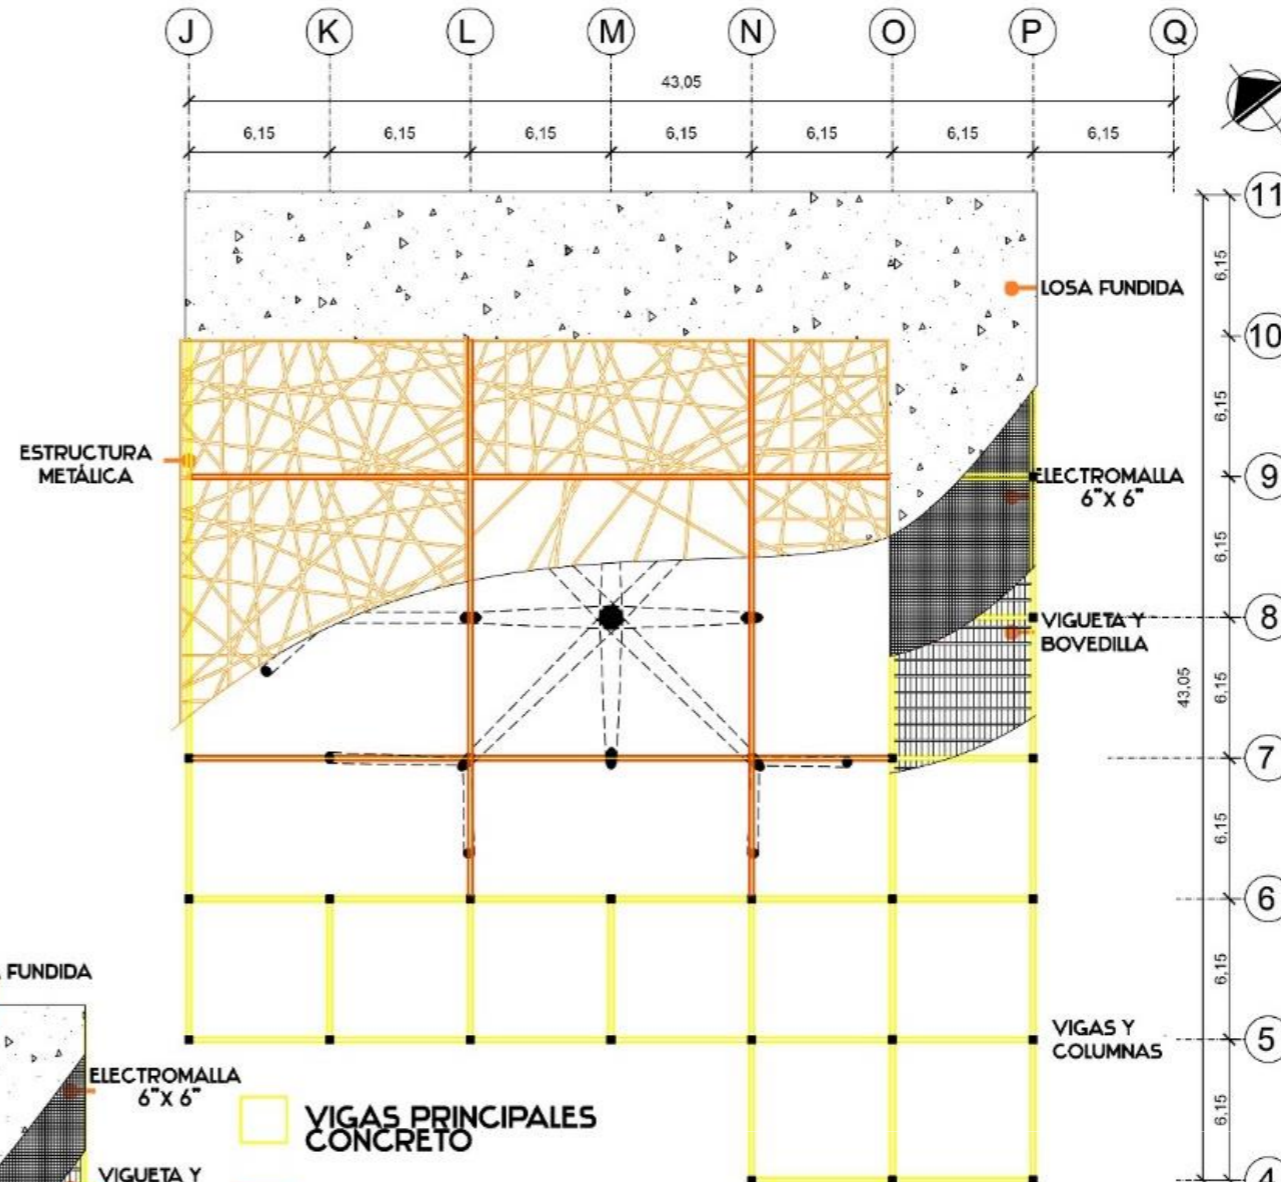 J K L M N O P Q
43,05
6,15 6,15 6,15 6,15 6,15 6,15 6,15
11
6,15
LOSA FUNDIDA
10
6,15
ESTRUCTURA
METÁLICA
ELECTROMALLA
6"X 6"
9
6,15
8
VIGUETA Y
BOVEDILLA
43,05
6,15
7
6,15
6
6,15
FUNDIDA
VIGAS Y
COLUMNAS
5
ELECTROMALLA
6"X 6"
6,15
VIGAS PRINCIPALES
CONCRETO
VIGUETA Y
4